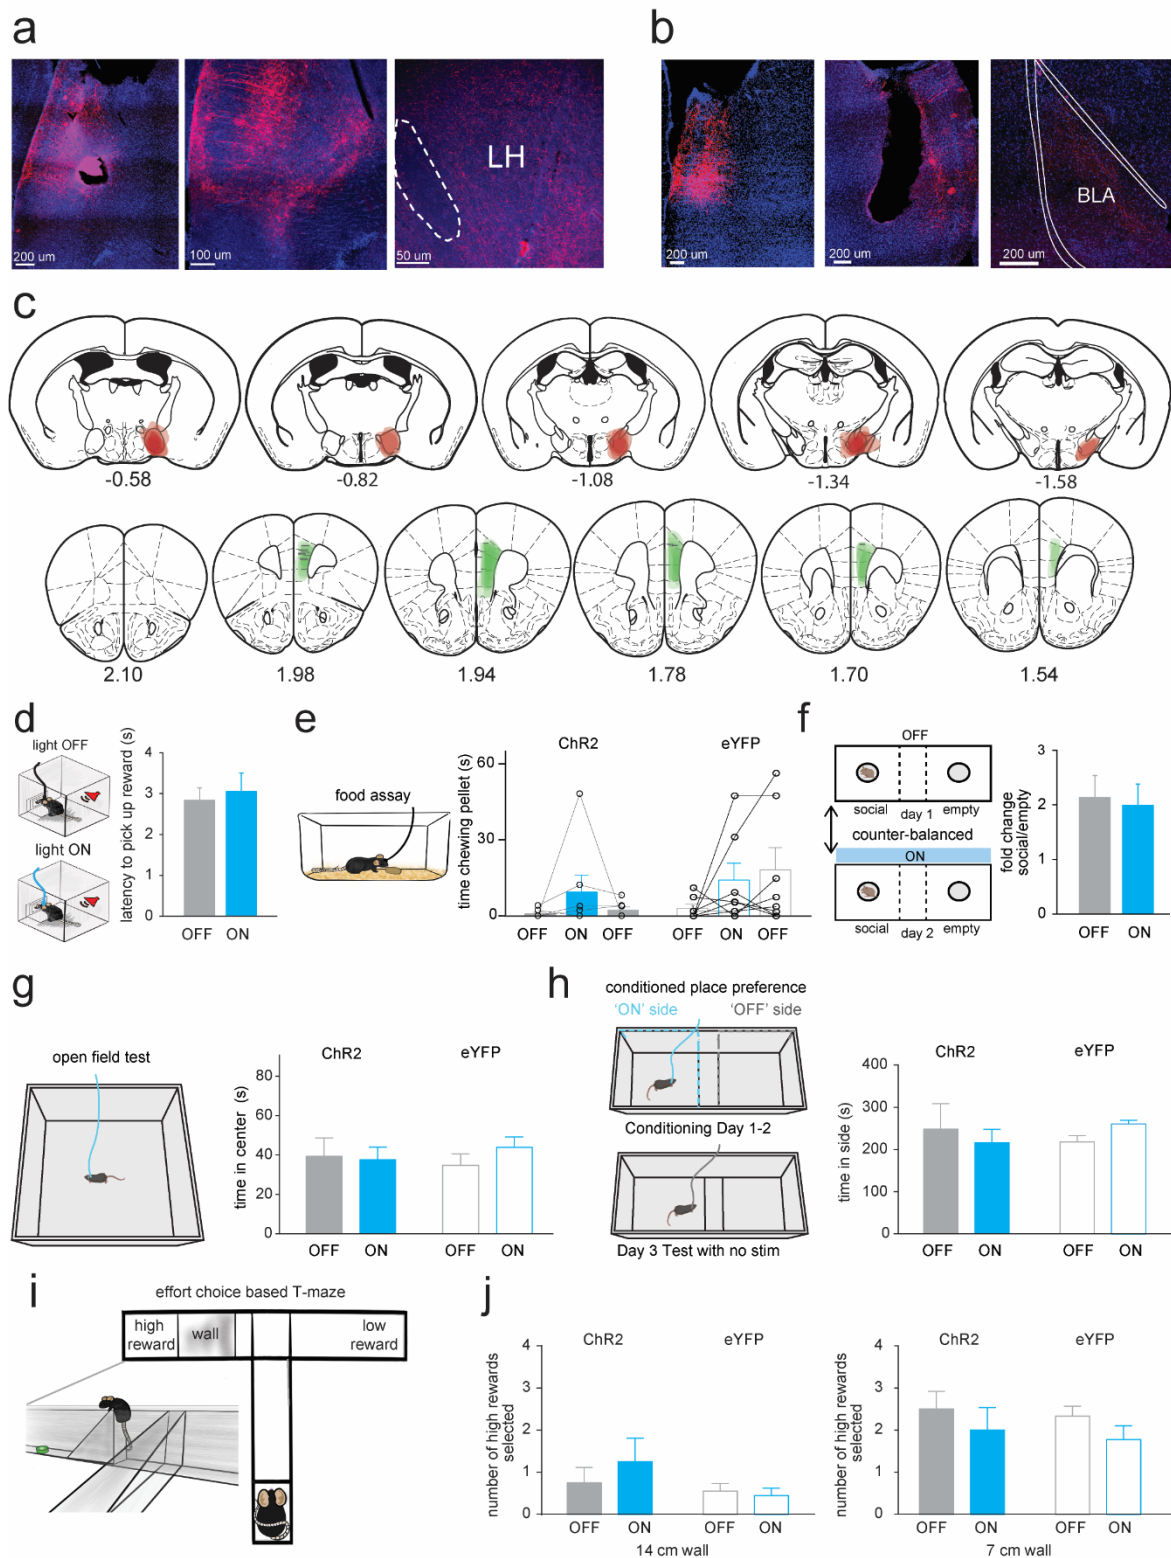 a
200 um
100 um
50 um
LH
b
200 um
200 um
200 um
BLA
c
-0.58
-0.82
-1.08
-1.34
-1.58
2.10
1.98
1.94
1.78
1.70
1.54
d
light OFF
light ON
latency to pick up reward (s)
4
3
2
1
0
OFF
ON
e
food assay
ChR2
eYFP
time chewing pellet (s)
60
30
0
OFF
ON
OFF
OFF
ON
OFF
f
OFF
social
day 1
empty
counter-balanced
ON
social
day 2
empty
fold change
social/empty
3
2
1
0
OFF
ON
g
open field test
ChR2
eYFP
time in center (s)
80
60
40
20
0
OFF
ON
OFF
ON
h
conditioned place preference
'ON' side
'OFF' side
Conditioning Day 1-2
Day 3 Test with no stim
ChR2
eYFP
time in side (s)
400
300
200
100
0
OFF
ON
OFF
ON
i
effort choice based T-maze
high
reward
wall
low
reward
j
ChR2
eYFP
number of high rewards
selected
4
3
2
1
0
OFF
ON
OFF
ON
14 cm wall
ChR2
eYFP
number of high rewards
selected
4
3
2
1
0
OFF
ON
OFF
ON
7 cm wall